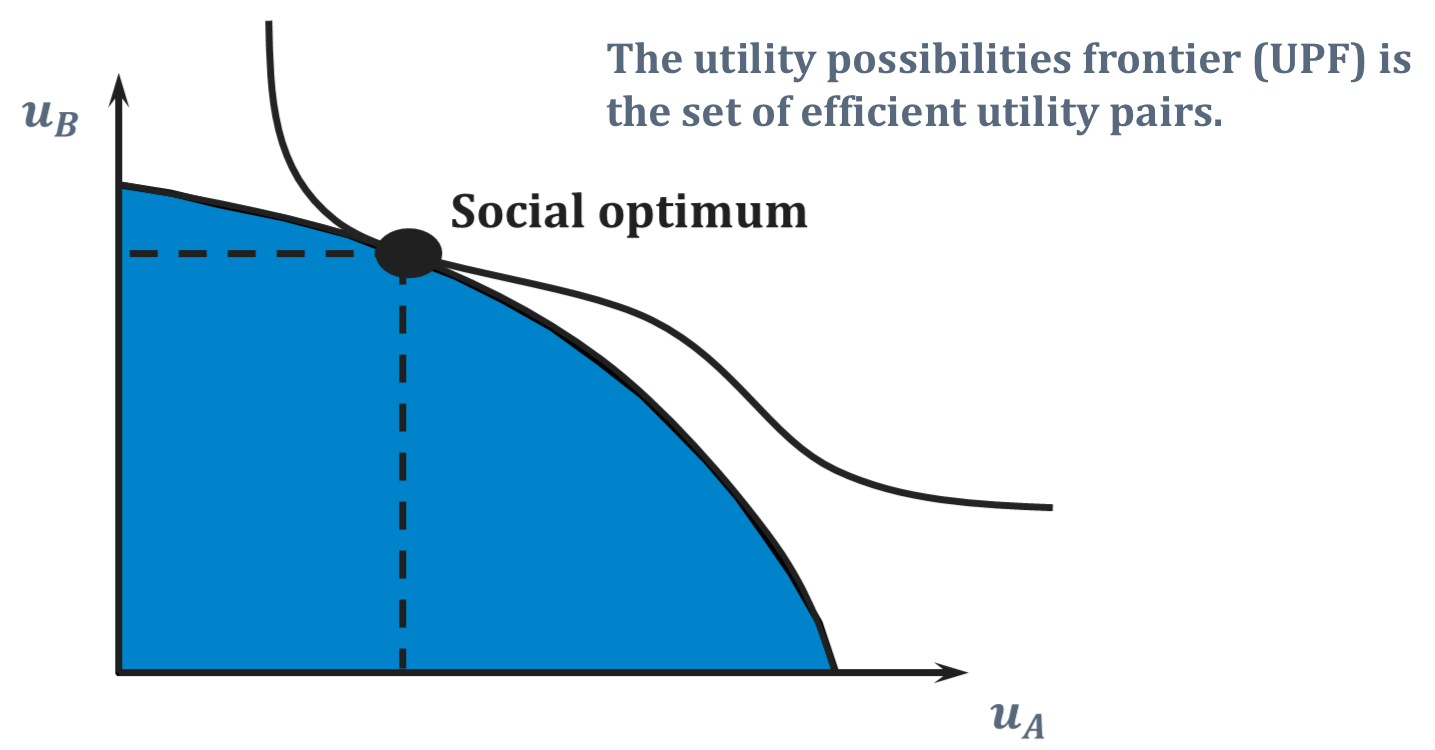 The utility possibilities frontier (UPF) is
the set of efficient utility pairs.
u_B
Social optimum
u_A